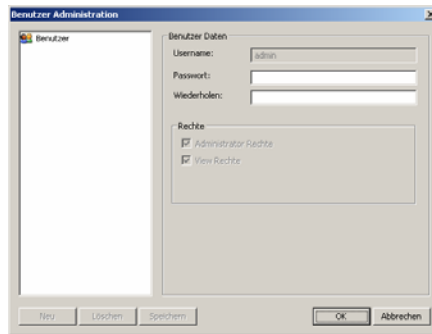 Benutzer Administration
Benutzer
Benutzer Daten
Username:
admin
Passwort:
Wiederholen:
Rechte
Administrator Rechte
View Rechte
Neu
Löschen
Speichern
OK
Abbrechen